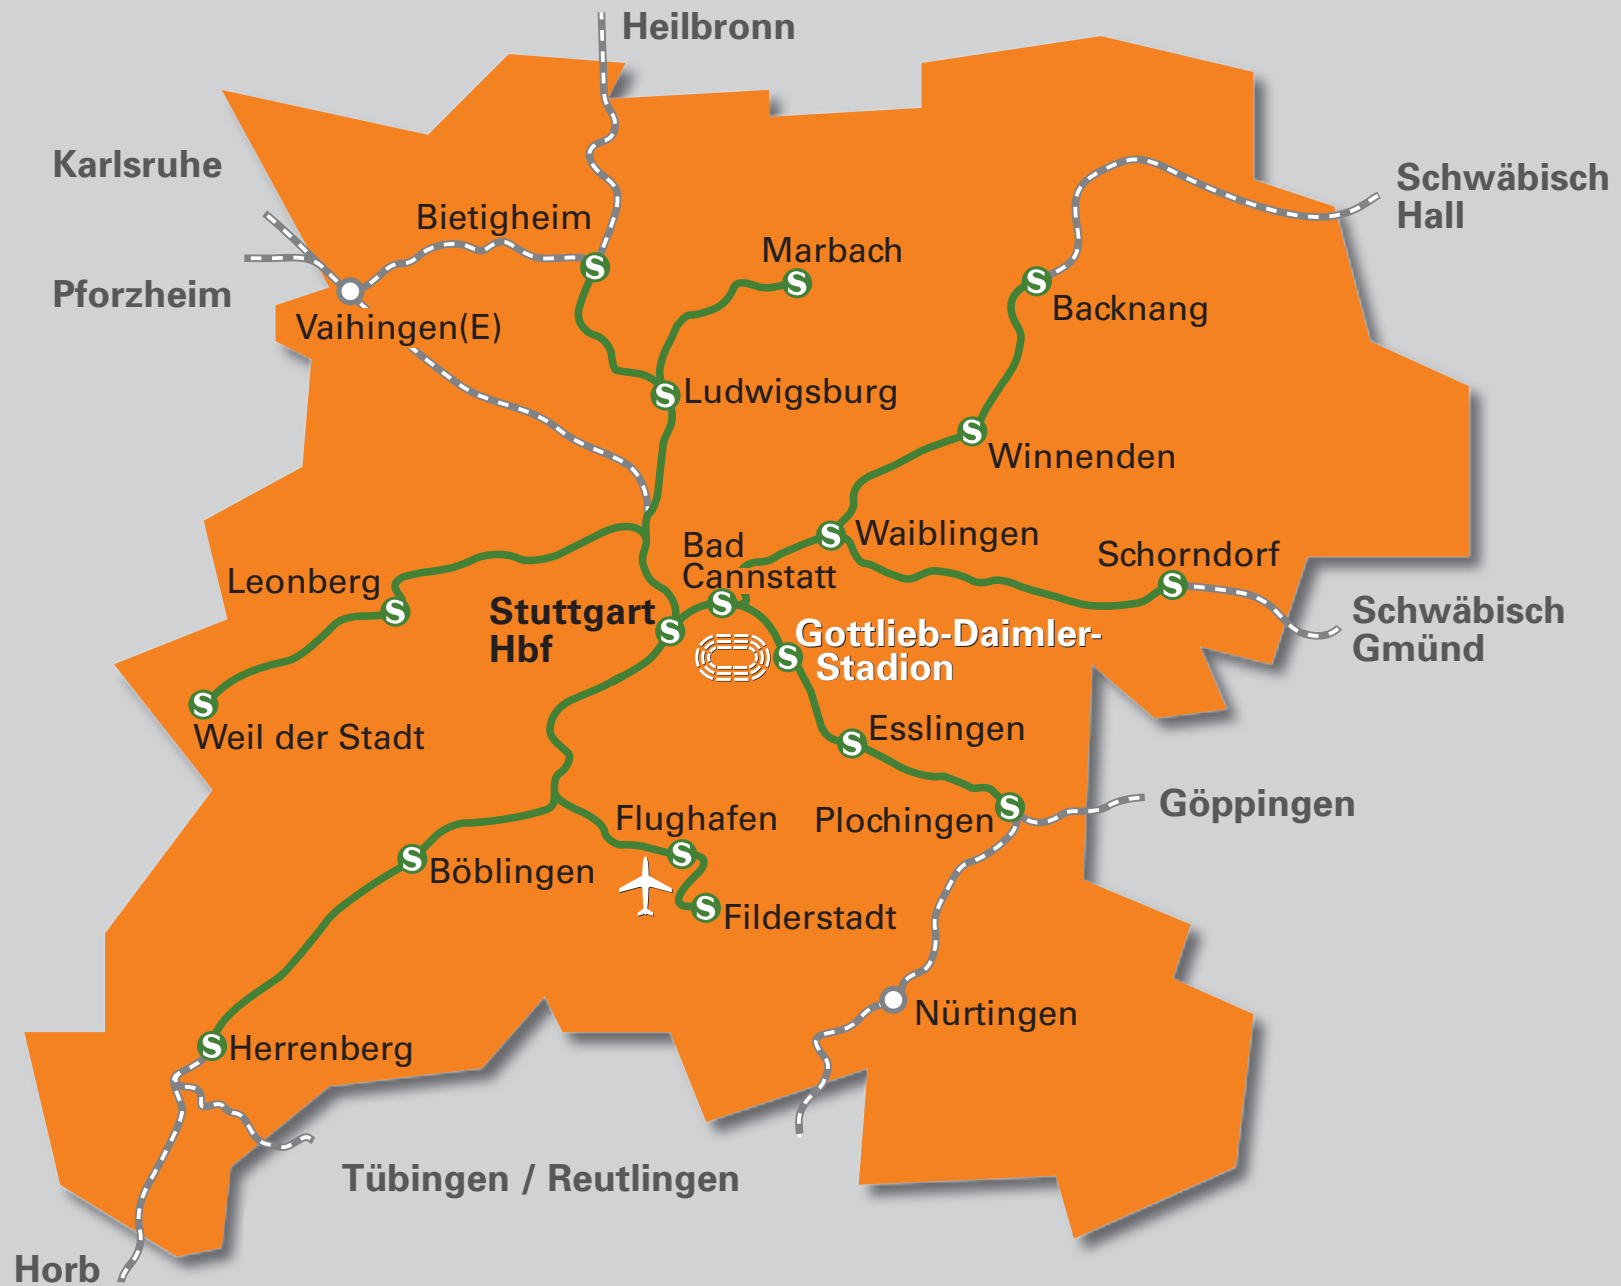 Heilbronn
Karlsruhe
Schwäbisch
Hall
Bietigheim
S
Marbach
S
S
Pforzheim
Backnang
Vaihingen(E)
S
Ludwigsburg
S
Winnenden
Bad
Cannstatt
S
Waiblingen
Schorndorf
S
Leonberg
S
Stuttgart
Hbf
S
S
Gottlieb-Daimler-
Stadion
S
Schwäbisch
Gmünd
S
Weil der Stadt
S
Esslingen
Flughafen
S
Plochingen
S
Göppingen
S
Böblingen
S
Filderstadt
Nürtingen
S
Herrenberg
Tübingen / Reutlingen
Horb